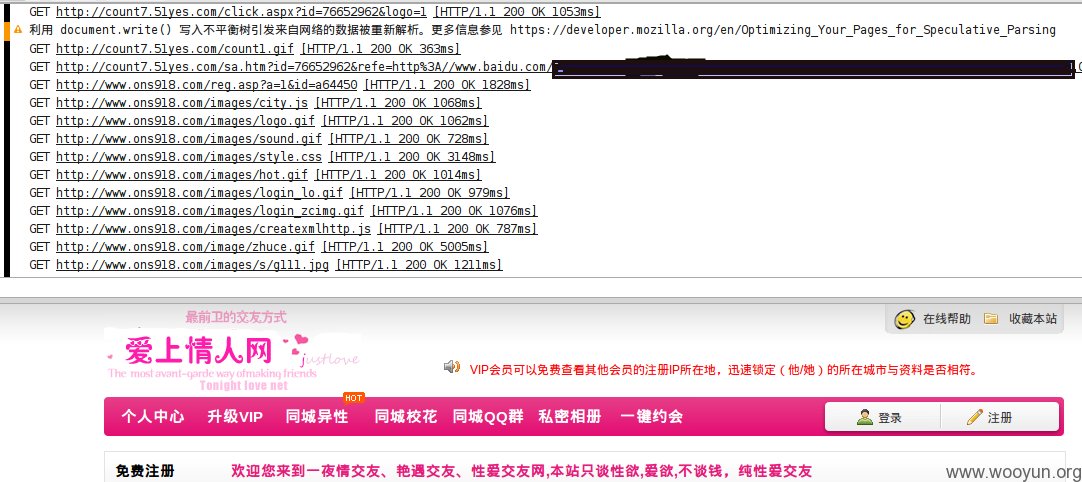 GET http://count7.51yes.com/click.aspx?id=76652962&logo=1 [HTTP/1.1 200 OK 1053ms]
利用 document.write() 写入不平衡树引发来自网络的数据被重新解析。更多信息参见 https://developer.mozilla.org/en/Optimizing_Your_Pages_for_Speculative_Parsing
GET http://count7.51yes.com/count1.gif [HTTP/1.1 200 OK 363ms]
GET http://count7.51yes.com/sa.htm?id=76652962&refe=http%3A//www.baidu.com/
GET http://www.ons918.com/reg.asp?a=1&id=a64450 [HTTP/1.1 200 OK 1828ms]
GET http://www.ons918.com/images/city.js [HTTP/1.1 200 OK 1068ms]
GET http://www.ons918.com/images/logo.gif [HTTP/1.1 200 OK 1062ms]
GET http://www.ons918.com/images/sound.gif [HTTP/1.1 200 OK 728ms]
GET http://www.ons918.com/images/style.css [HTTP/1.1 200 OK 3148ms]
GET http://www.ons918.com/images/hot.gif [HTTP/1.1 200 OK 1014ms]
GET http://www.ons918.com/images/login_lo.gif [HTTP/1.1 200 OK 979ms]
GET http://www.ons918.com/images/login_zcimg.gif [HTTP/1.1 200 OK 1076ms]
GET http://www.ons918.com/images/createxmlhttp.js [HTTP/1.1 200 OK 787ms]
GET http://www.ons918.com/image/zhuce.gif [HTTP/1.1 200 OK 5005ms]
GET http://www.ons918.com/images/s/g111.jpg [HTTP/1.1 200 OK 1211ms]
最前卫的交友方式
爱上情人网 justlove
The most avant-garde way ofmaking friends
Tonight love net
在线帮助 收藏本站
VIP会员可以免费查看其他会员的注册IP所在地，迅速锁定（他/她）的所在城市与资料是否相符。
HOT
个人中心 升级VIP 同城异性 同城校花 同城QQ群 私密相册 一键约会 登录 注册
免费注册 欢迎您来到一夜情交友、艳遇交友、性爱交友网,本站只谈性欲,爱欲,不谈钱，纯性爱交友
www.wooyun.org